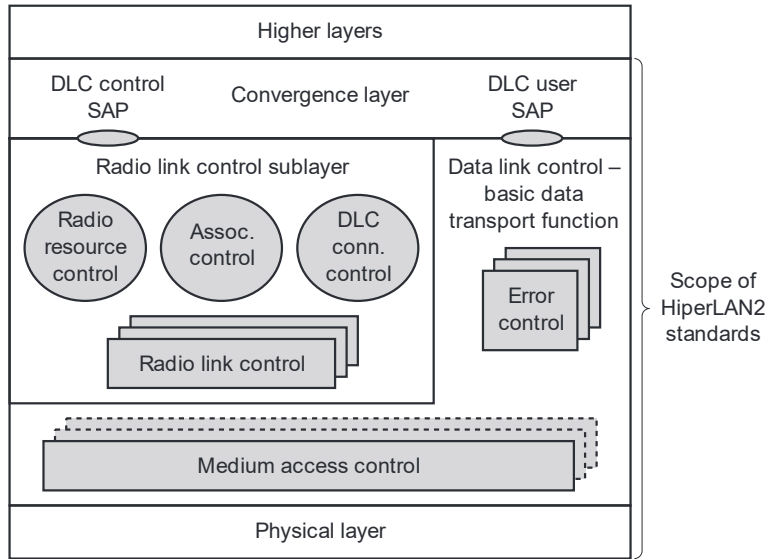 Higher layers
DLC control
SAP
Convergence layer
DLC user
SAP
Radio link control sublayer
Data link control –
basic data
transport function
Radio
resource
control
Assoc.
control
DLC
conn.
control
Error
control
Scope of
HiperLAN2
standards
Radio link control
Medium access control
Physical layer